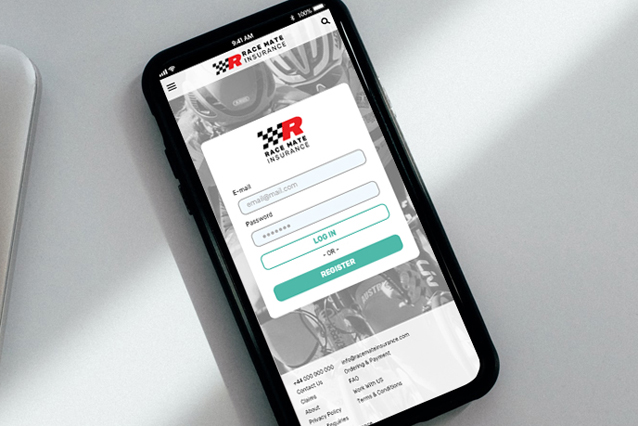 9:41 AM
100%
R RACE MATE
INSURANCE
R
RACE MATE
INSURANCE
E-mail
email@mail.com
Password
*******
LOG IN
- OR -
REGISTER
+44 000 000 000
info@racemateinsurance.com
Contact Us
Ordering & Payment
Claims
FAQ
About
Work With US
Privacy Policy
Terms & Conditions
Enquiries